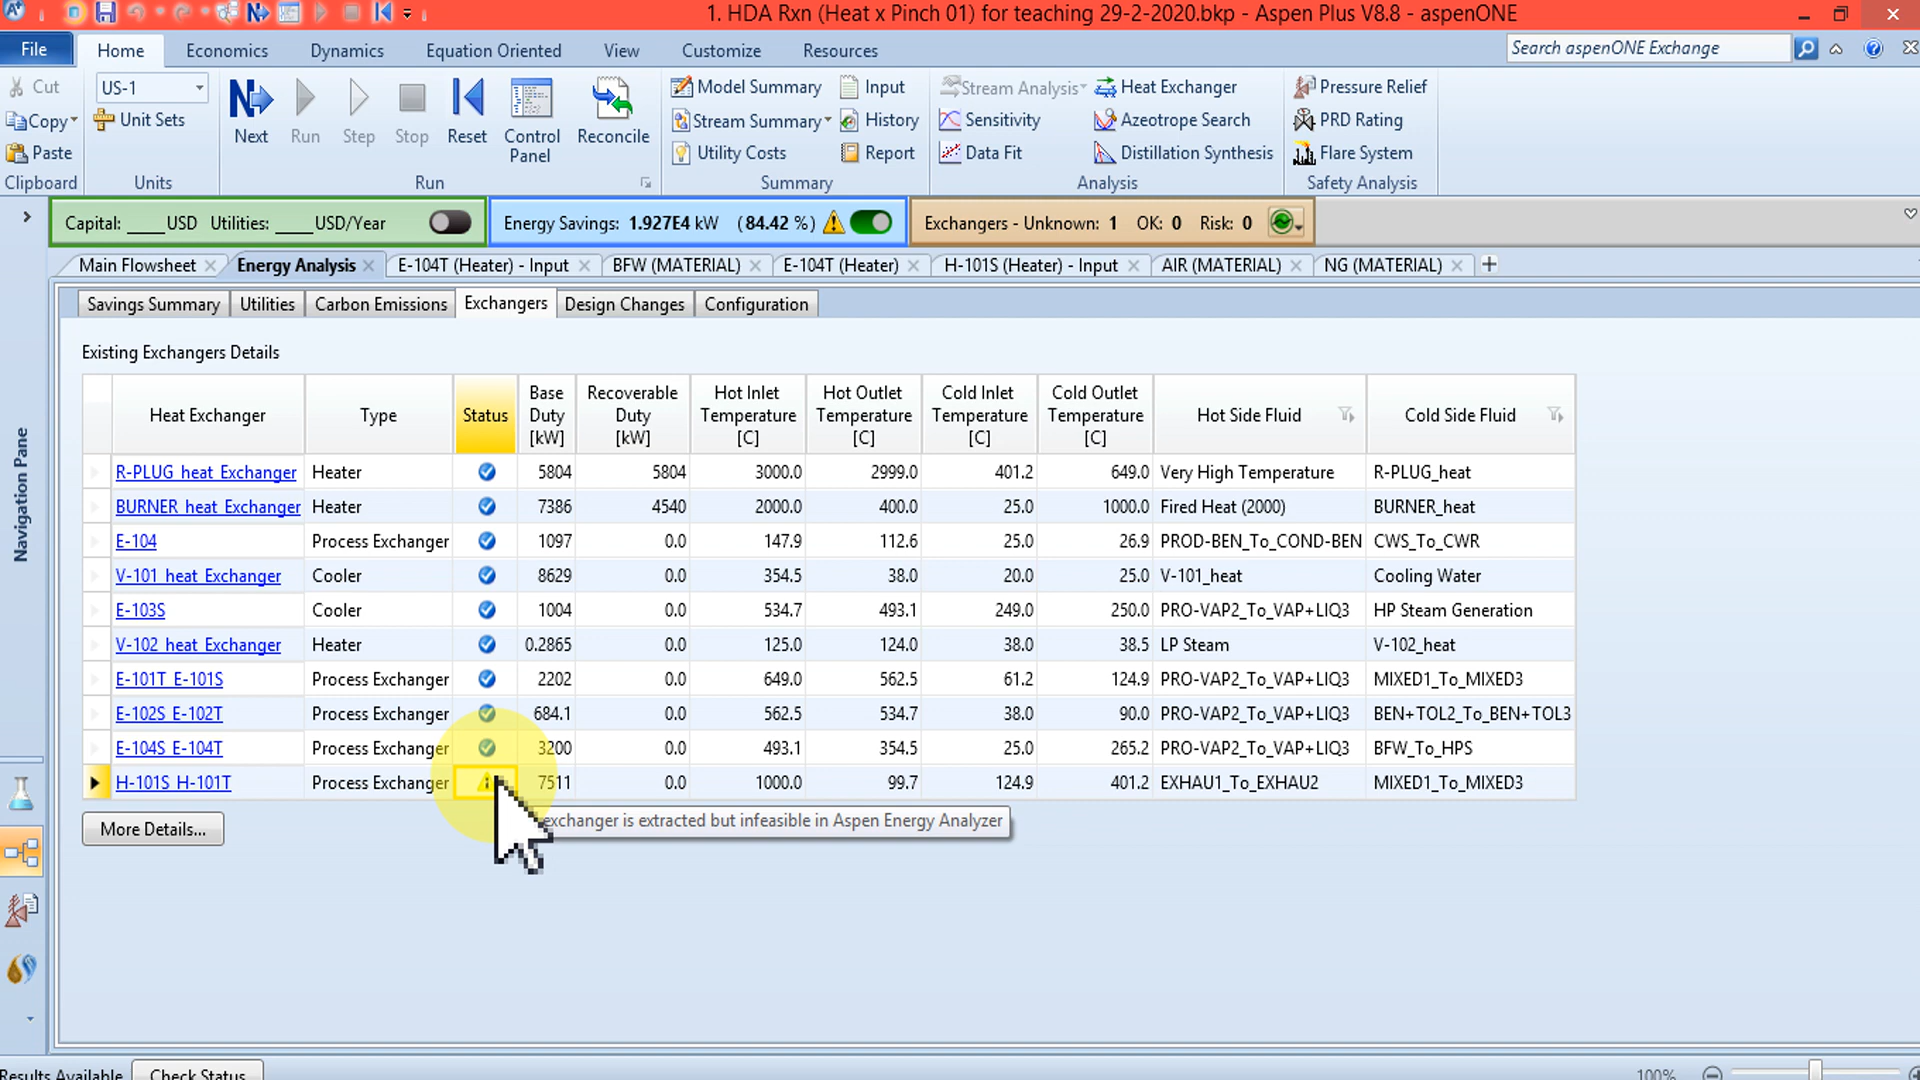 1. HDA Rxn (Heat x Pinch 01) for teaching 29-2-2020.bkp - Aspen Plus V8.8 - aspenONE
File Home Economics Dynamics Equation Oriented View Customize Resources Search aspenONE Exchange
Cut US-1 Model Summary Input Stream Analysis Heat Exchanger Pressure Relief
Copy Unit Sets Stream Summary History Sensitivity Azeotrope Search PRD Rating
Next Run Step Stop Reset Control Panel Reconcile
Paste Utility Costs Report Data Fit Distillation Synthesis Flare System
Clipboard Units Run Summary Analysis Safety Analysis
Capital: ____USD Utilities: ____USD/Year Energy Savings: 1.927E4 kW (84.42 %) Exchangers - Unknown: 1 OK: 0 Risk: 0
Main Flowsheet Energy Analysis E-104T (Heater) - Input BFW (MATERIAL) E-104T (Heater) H-101S (Heater) - Input AIR (MATERIAL) NG (MATERIAL)
Savings Summary Utilities Carbon Emissions Exchangers Design Changes Configuration
Navigation Pane
Existing Exchangers Details
Heat Exchanger Type Status Base Duty [kW] Recoverable Duty [kW] Hot Inlet Temperature [C] Hot Outlet Temperature [C] Cold Inlet Temperature [C] Cold Outlet Temperature [C] Hot Side Fluid Cold Side Fluid
R-PLUG heat Exchanger Heater 5804 5804 3000.0 2999.0 401.2 649.0 Very High Temperature R-PLUG_heat
BURNER heat Exchanger Heater 7386 4540 2000.0 400.0 25.0 1000.0 Fired Heat (2000) BURNER_heat
E-104 Process Exchanger 1097 0.0 147.9 112.6 25.0 26.9 PROD-BEN_To_COND-BEN CWS_To_CWR
V-101 heat Exchanger Cooler 8629 0.0 354.5 38.0 20.0 25.0 V-101_heat Cooling Water
E-103S Cooler 1004 0.0 534.7 493.1 249.0 250.0 PRO-VAP2_To_VAP+LIQ3 HP Steam Generation
V-102 heat Exchanger Heater 0.2865 0.0 125.0 124.0 38.0 38.5 LP Steam V-102_heat
E-101T E-101S Process Exchanger 2202 0.0 649.0 562.5 61.2 124.9 PRO-VAP2_To_VAP+LIQ3 MIXED1_To_MIXED3
E-102S E-102T Process Exchanger 684.1 0.0 562.5 534.7 38.0 90.0 PRO-VAP2_To_VAP+LIQ3 BEN+TOL2_To_BEN+TOL3
E-104S E-104T Process Exchanger 3200 0.0 493.1 354.5 25.0 265.2 PRO-VAP2_To_VAP+LIQ3 BFW_To_HPS
H-101S H-101T Process Exchanger 7511 0.0 1000.0 99.7 124.9 401.2 EXHAU1_To_EXHAU2 MIXED1_To_MIXED3
exchanger is extracted but infeasible in Aspen Energy Analyzer
More Details...
Results Available Check Status 100%